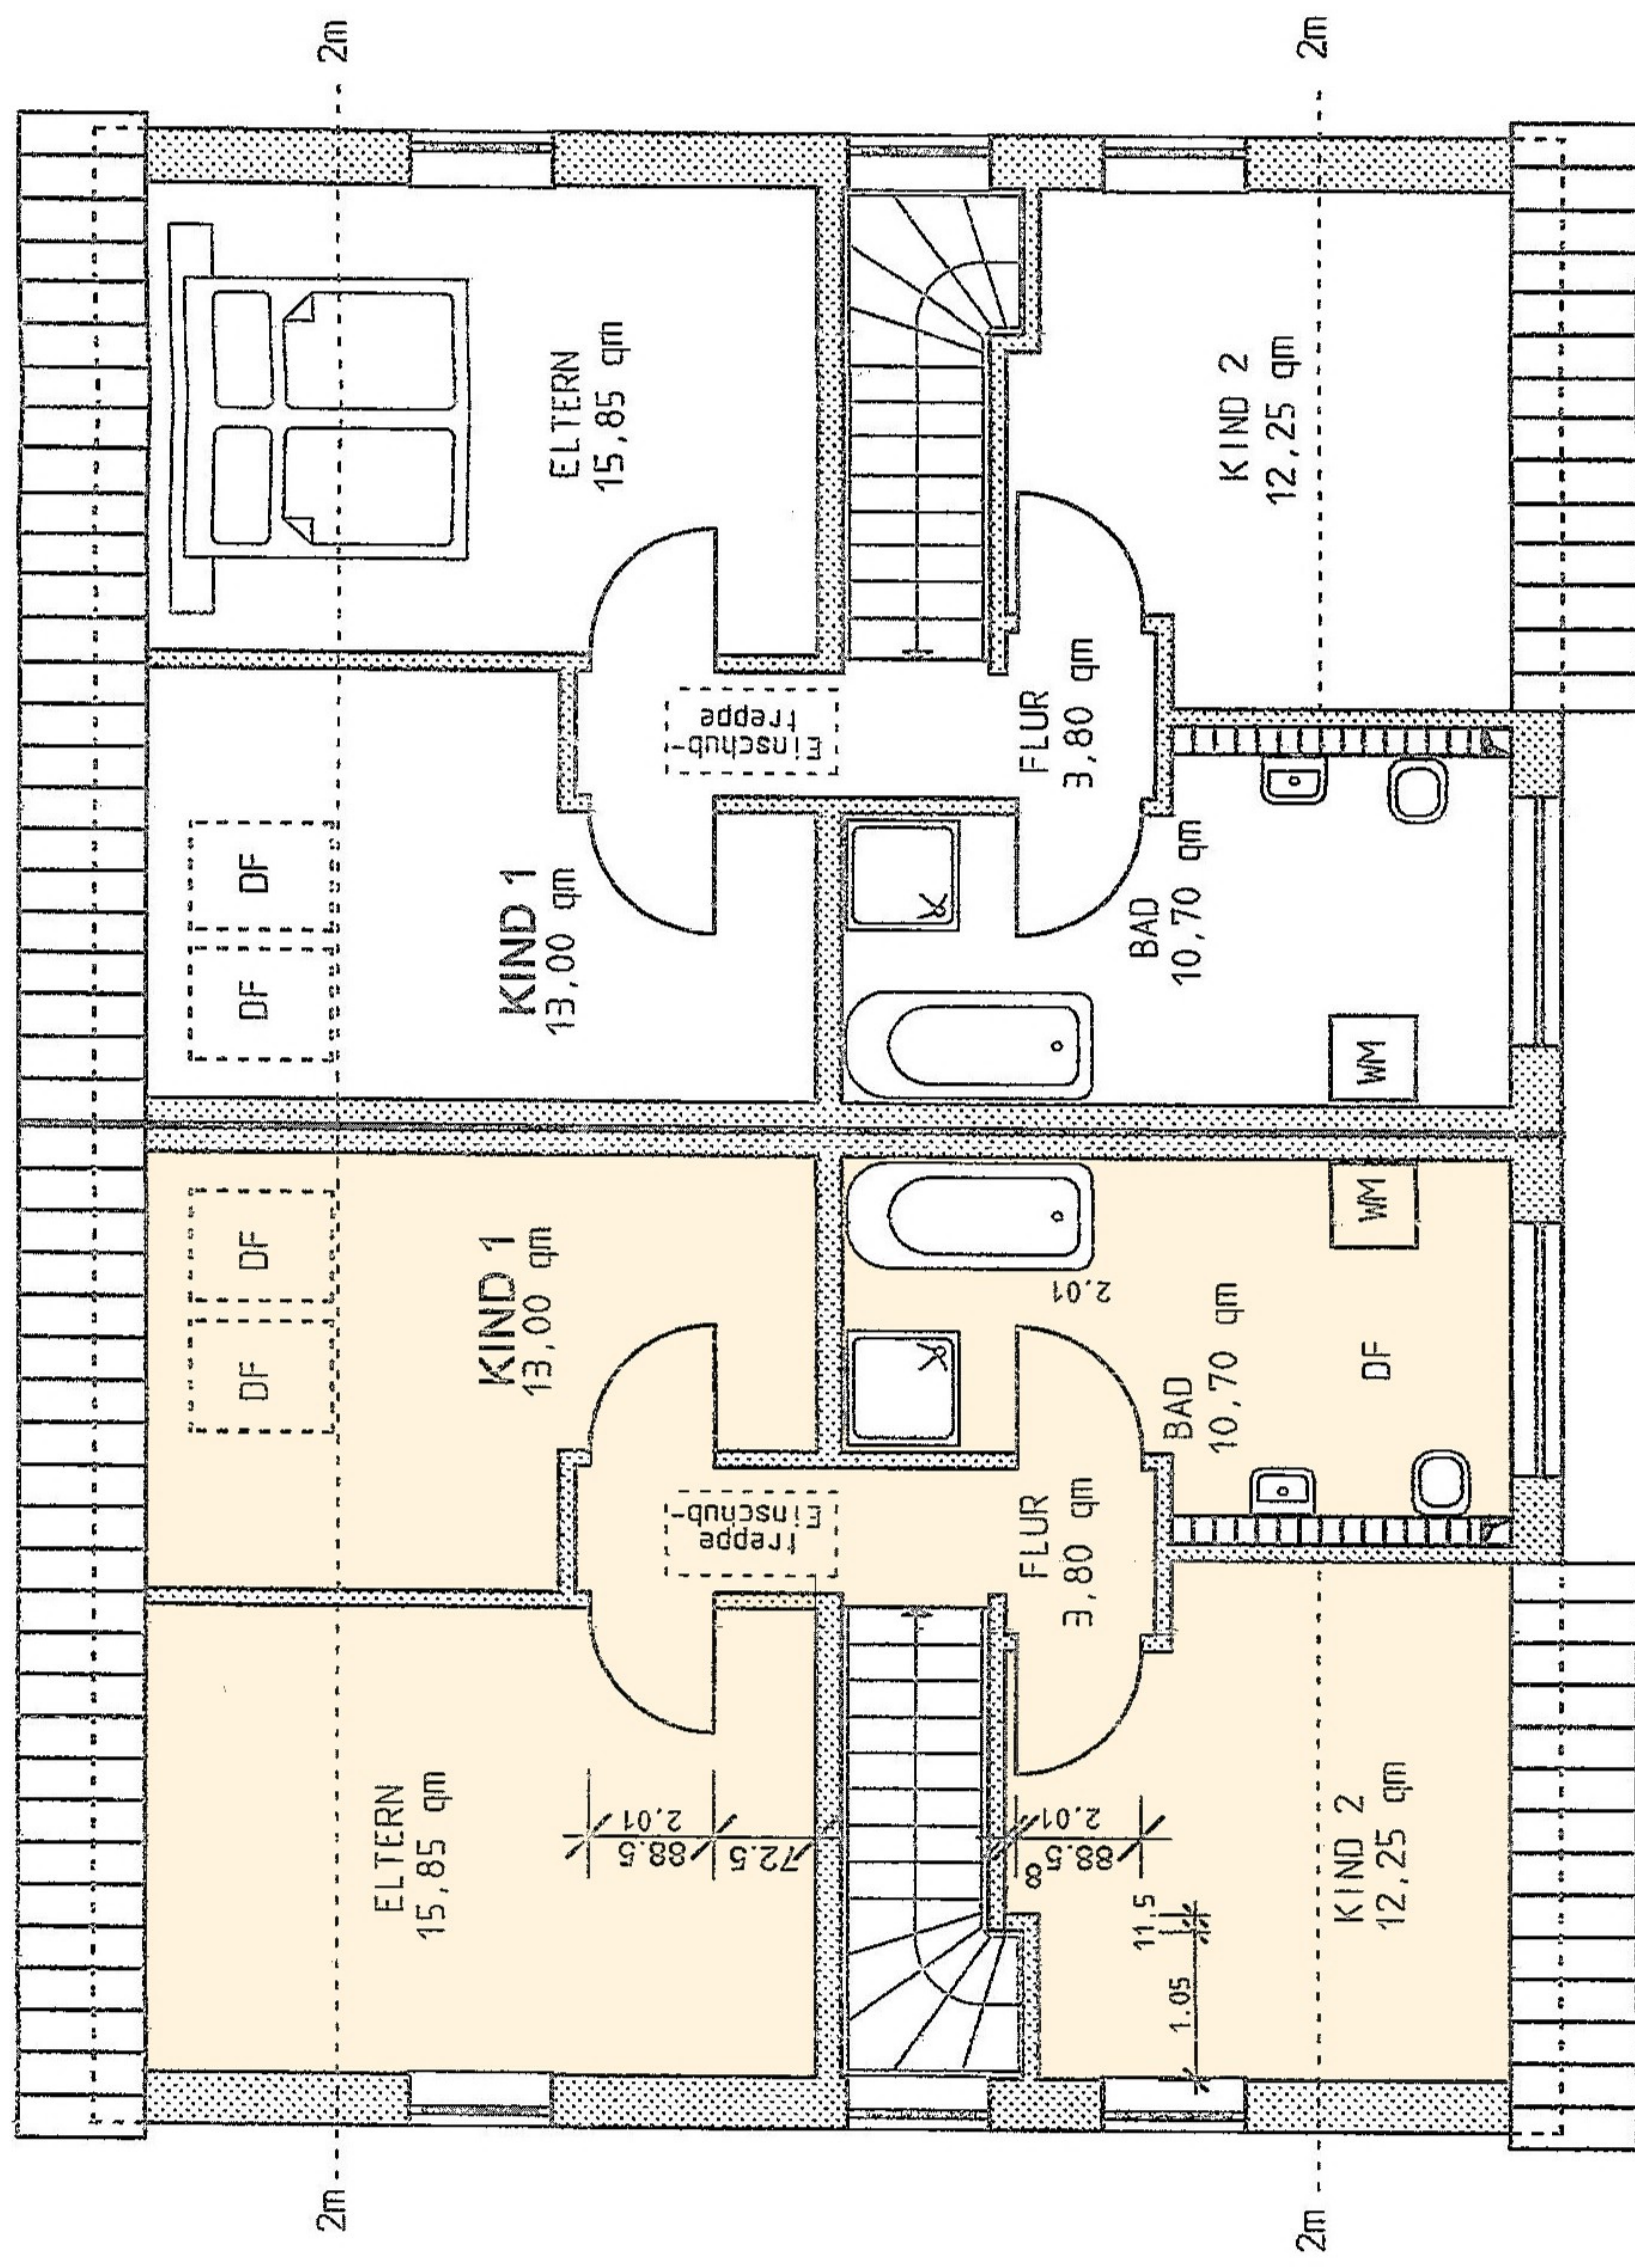 2m
2m
ELTERN
15,85 qm
KIND 2
12,25 qm
Einschub-
treppe
FLUR
3,80 qm
DF
DF
KIND 1
13,00 qm
BAD
10,70 qm
WM
DF
DF
KIND 1
13,00 qm
WM
2.01
BAD
10,70 qm
DF
Einschub-
treppe
FLUR
3,80 qm
ELTERN
15,85 qm
88.5
2.01
72.5
8
88.5
2.01
11.5
1.05
KIND 2
12,25 qm
2m
2m